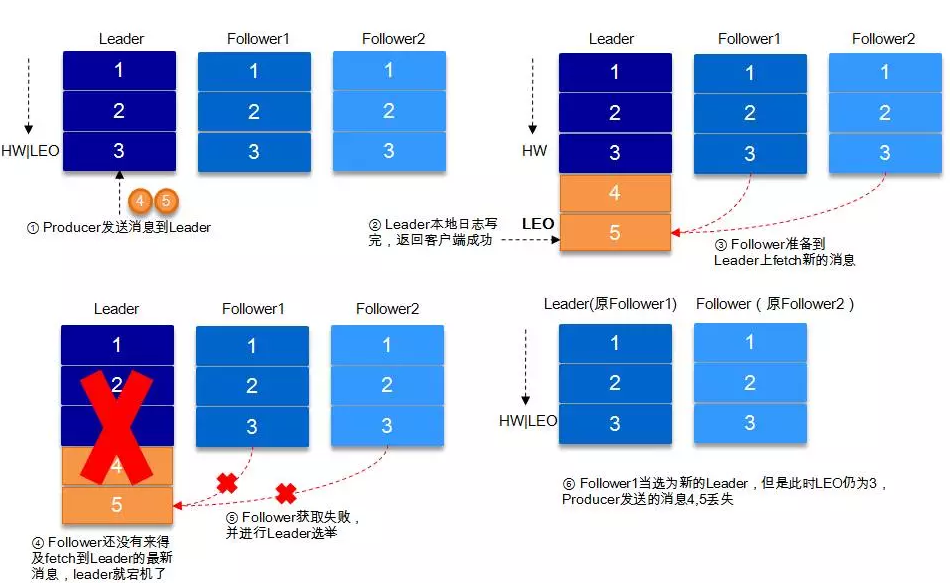 Leader Follower1 Follower2
1 1 1
2 2 2
HW|LEO 3 3 3
4 5
① Producer发送消息到Leader
Leader Follower1 Follower2
1 1 1
2 2 2
HW 3 3 3
4
LEO 5
② Leader本地日志写
完，返回客户端成功
③ Follower准备到
Leader上fetch新的消息
Leader Follower1 Follower2
1 1 1
2 2 2
3 3
4
5
④ Follower还没有来得
及fetch到Leader的最新
消息，leader就宕机了
⑤ Follower获取失败，
并进行Leader选举
Leader(原Follower1) Follower（原Follower2）
1 1
2 2
HW|LEO 3 3
⑥ Follower1当选为新的Leader，但是此时LEO仍为3，
Producer发送的消息4,5丢失